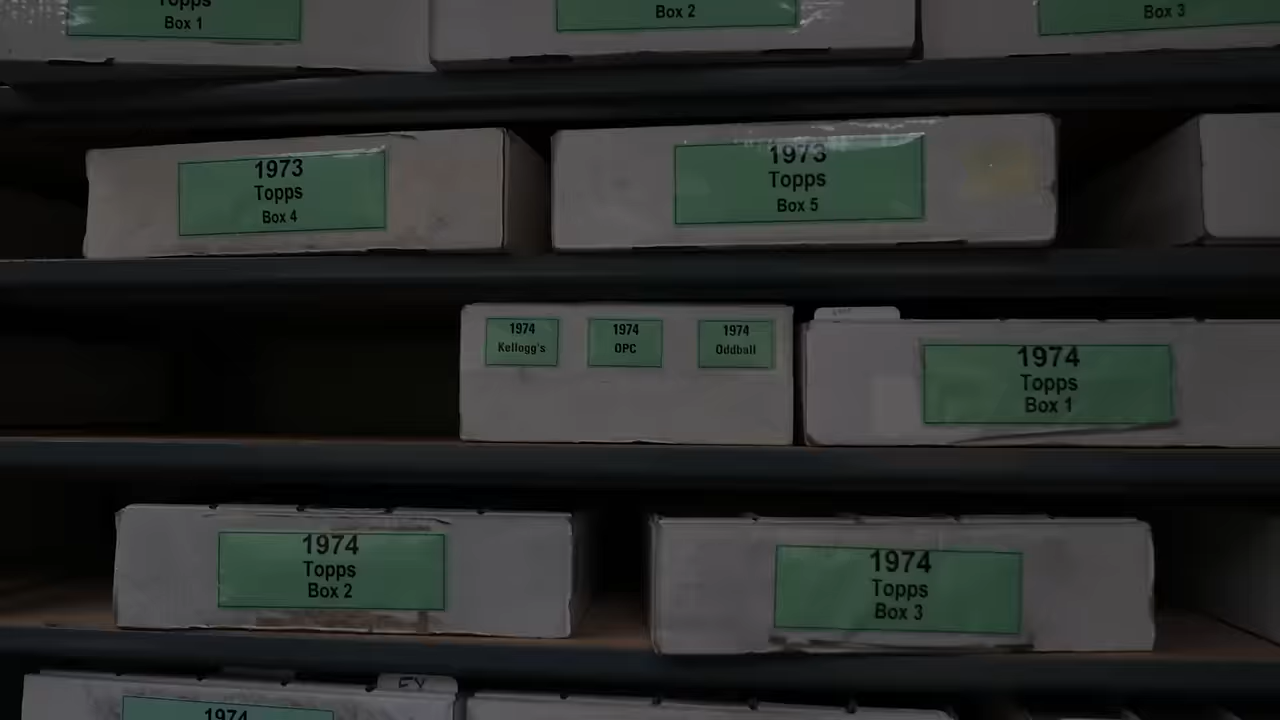 Topps
Box 1
Box 2
Box 3
1973
Topps
Box 4
1973
Topps
Box 5
1974
Kellogg's
1974
OPC
1974
Oddball
1974
Topps
Box 1
1974
Topps
Box 2
1974
Topps
Box 3
EX
1974